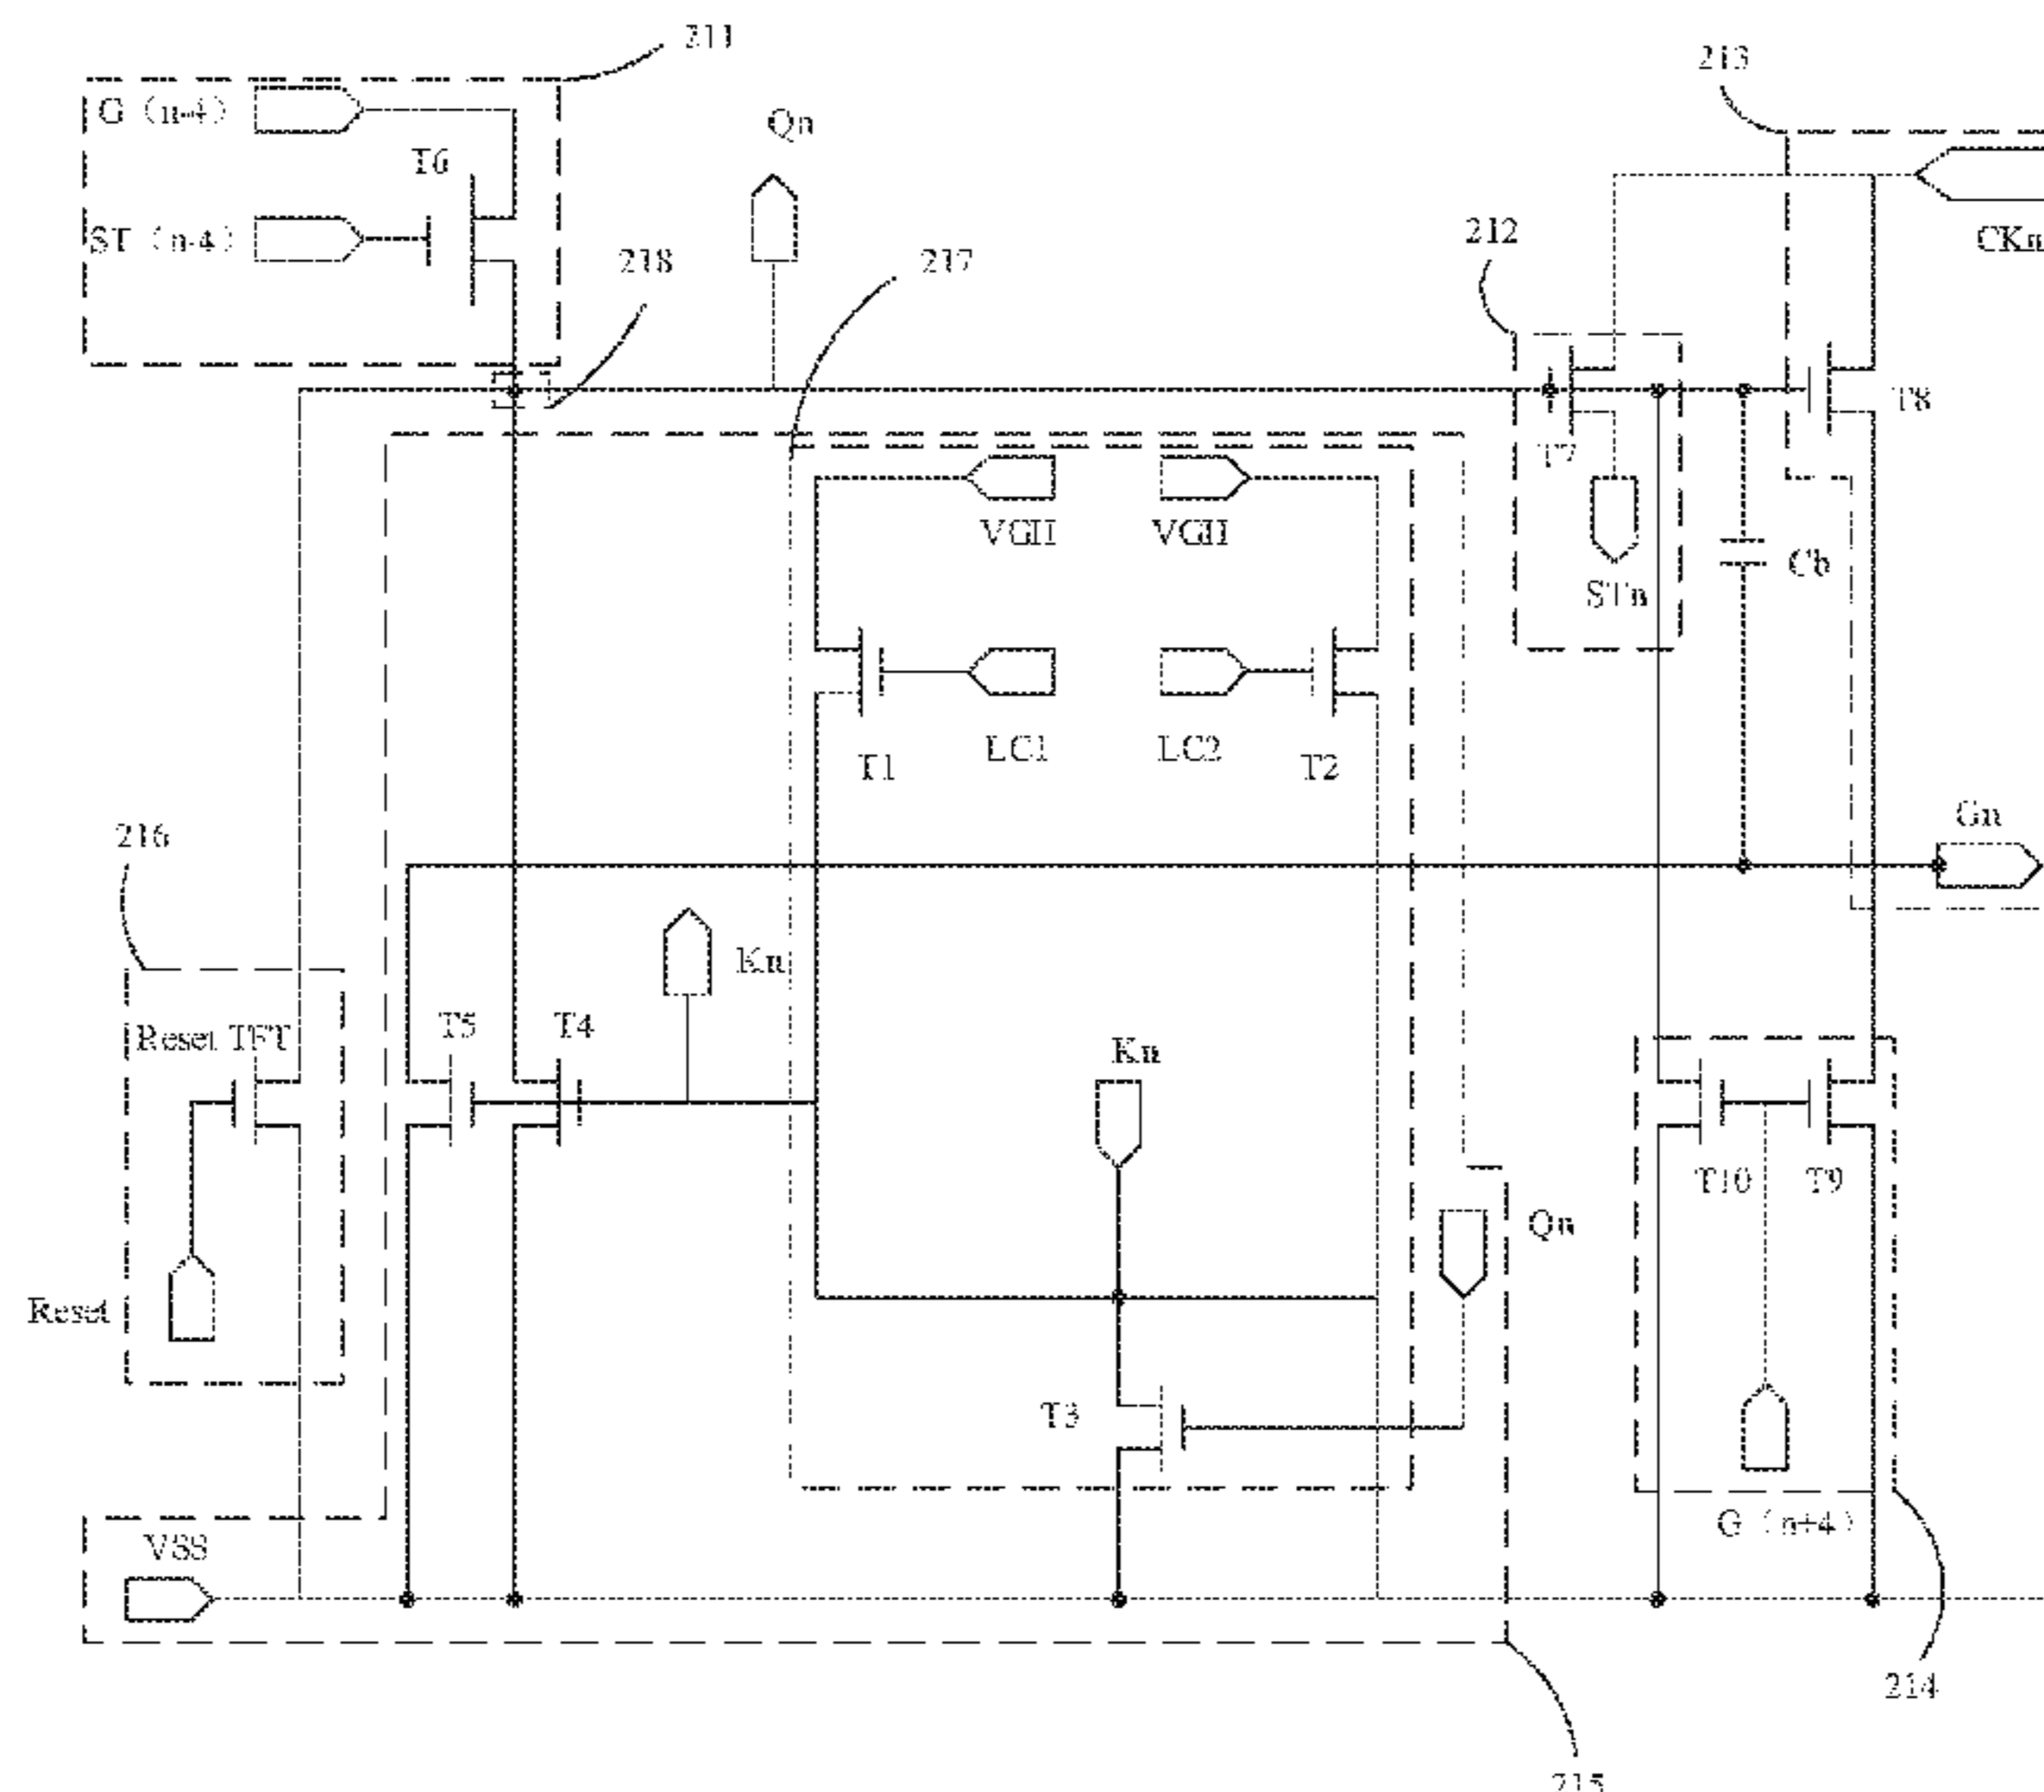 211
G（n-4）
213
Qn
T6
ST（n-4）
212
CKn
218
217
T8
T7
VGH
VGH
Cb
STn
LC1
LC2
T1
T2
Gn
216
Kn
Reset TFT
T5
T4
Kn
T10
T9
Qn
Reset
T3
G（n+4）
VSS
214
215